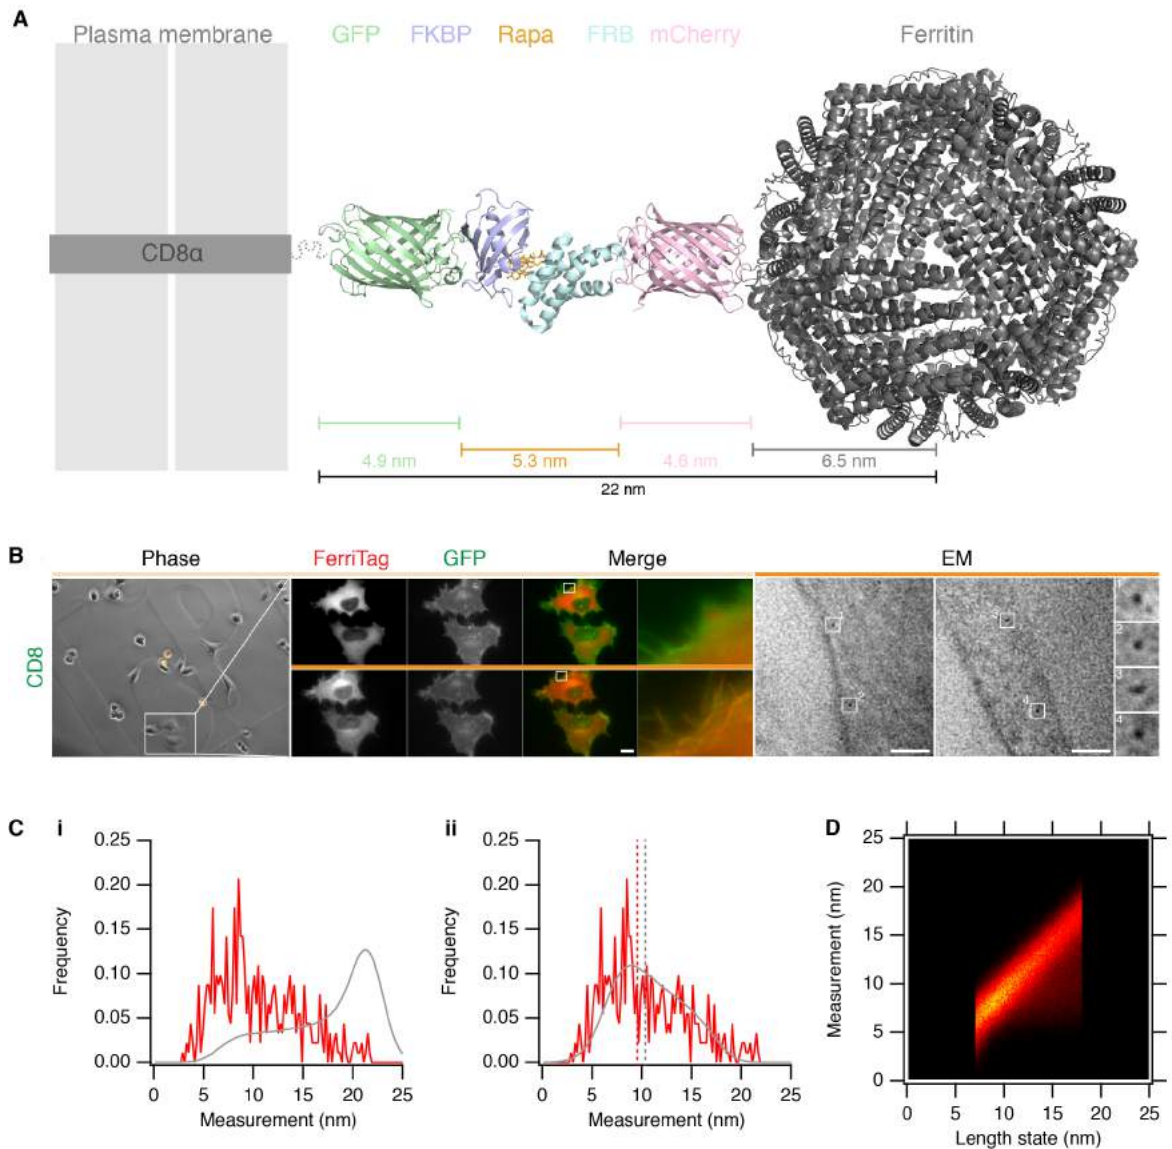 A
Plasma membrane GFP FKBP Rapa FRB mCherry Ferritin
CD8α
4.9 nm 5.3 nm 4.6 nm 6.5 nm
22 nm
B
Phase FerriTag GFP Merge EM
CD8
1
2
3
4
C i
0.25
0.20
0.15
0.10
0.05
0.00
Frequency
0 5 10 15 20 25
Measurement (nm)
ii
0.25
0.20
0.15
0.10
0.05
0.00
Frequency
0 5 10 15 20 25
Measurement (nm)
D
25
20
15
10
5
0
Measurement (nm)
0 5 10 15 20 25
Length state (nm)